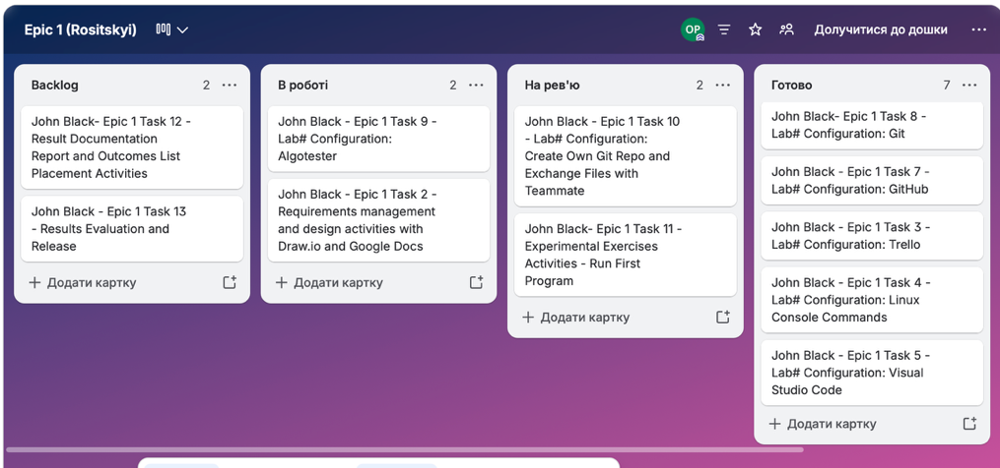 Epic 1 (Rositskyi)
OP
Долучитися до дошки
Backlog
2
John Black- Epic 1 Task 12 -
Result Documentation
Report and Outcomes List
Placement Activities
John Black - Epic 1 Task 13
- Results Evaluation and
Release
Додати картку
В роботі
2
John Black - Epic 1 Task 9 -
Lab# Configuration:
Algotester
John Black - Epic 1 Task 2 -
Requirements management
and design activities with
Draw.io and Google Docs
Додати картку
На рев'ю
2
John Black - Epic 1 Task 10
- Lab# Configuration:
Create Own Git Repo and
Exchange Files with
Teammate
John Black- Epic 1 Task 11 -
Experimental Exercises
Activities - Run First
Program
Додати картку
Готово
7
John Black- Epic 1 Task 8 -
Lab# Configuration: Git
John Black - Epic 1 Task 7 -
Lab# Configuration: GitHub
John Black - Epic 1 Task 3 -
Lab# Configuration: Trello
John Black - Epic 1 Task 4 -
Lab# Configuration: Linux
Console Commands
John Black - Epic 1 Task 5 -
Lab# Configuration: Visual
Studio Code
Додати картку